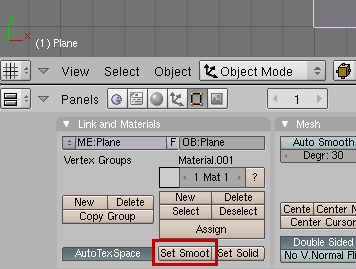 (1) Plane
View Select Object Object Mode
Panels 1
Link and Materials Mesh
ME:Plane F OB:Plane Auto Smooth
Vertex Groups Material.001 Degr: 30
1 Mat 1 ?
New Delete New Delete
Copy Group Select Deselect Cente New
Assign Center Cursor
Double Sided
AutoTexSpace Set Smoot Set Solid No V.Normal Fli